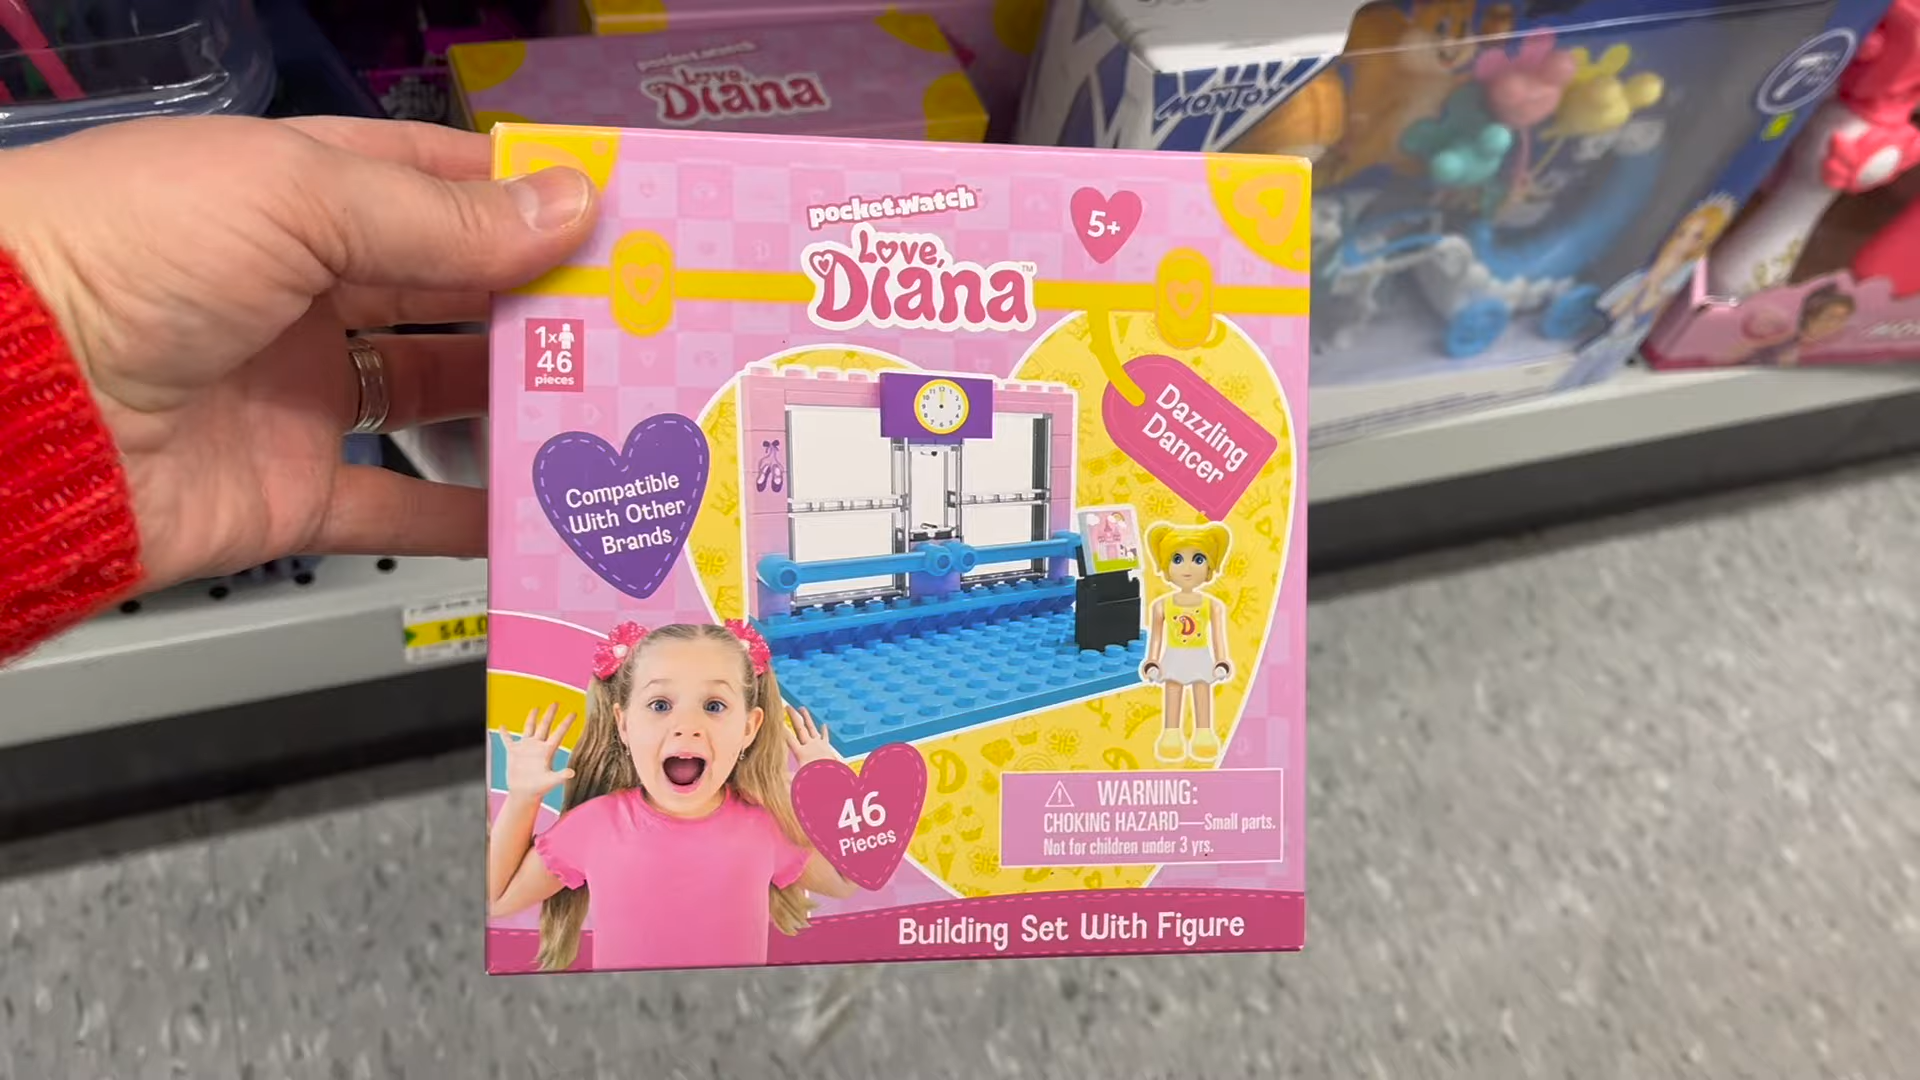 pocket.watch
Love,
Diana
pocket.watch
Love,
Diana™
5+
1x
46
pieces
Compatible
With Other
Brands
Dazzling
Dancer
D
46
Pieces
WARNING:
CHOKING HAZARD—Small parts.
Not for children under 3 yrs.
Building Set With Figure
$4.0